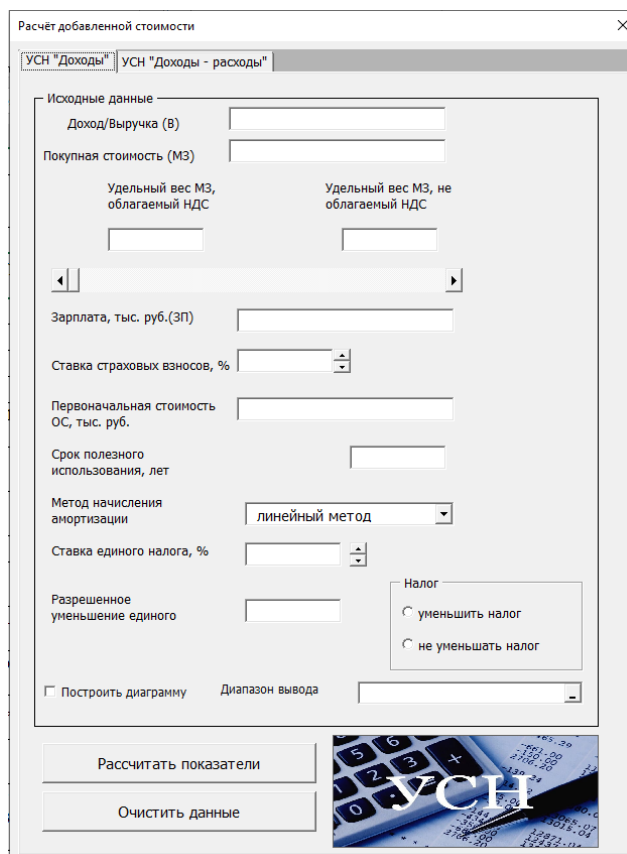 Расчёт добавленной стоимости
УСН "Доходы"
УСН "Доходы - расходы"
Исходные данные
Доход/Выручка (В)
Покупная стоимость (МЗ)
Удельный вес МЗ,
облагаемый НДС
Удельный вес МЗ, не
облагаемый НДС
Зарплата, тыс. руб.(ЗП)
Ставка страховых взносов, %
Первоначальная стоимость
ОС, тыс. руб.
Срок полезного
использования, лет
Метод начисления
амортизации
линейный метод
Ставка единого налога, %
Разрешенное
уменьшение единого
Налог
уменьшить налог
не уменьшать налог
Построить диаграмму
Диапазон вывода
Рассчитать показатели
Очистить данные
УСН